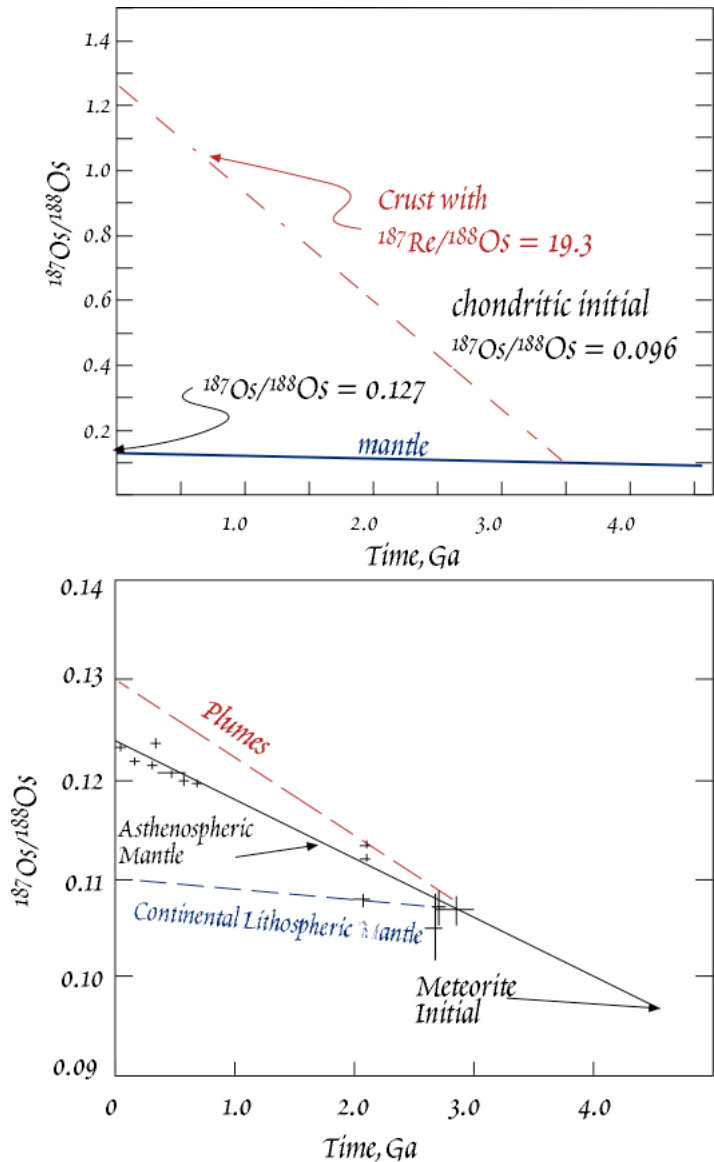 1.4
1.2
1.0
0.8
0.6
0.4
0.2
¹⁸⁷Os/¹⁸⁸Os
Crust with
¹⁸⁷Re/¹⁸⁸Os = 19.3
chondritic initial
¹⁸⁷Os/¹⁸⁸Os = 0.096
¹⁸⁷Os/¹⁸⁸Os = 0.127
mantle
1.0 2.0 3.0 4.0
Time, Ga
0.14
0.13
0.12
0.11
0.10
0.09
¹⁸⁷Os/¹⁸⁸Os
Plumes
Asthenospheric
Mantle
Continental Lithospheric Mantle
Meteorite
Initial
0 1.0 2.0 3.0 4.0
Time, Ga